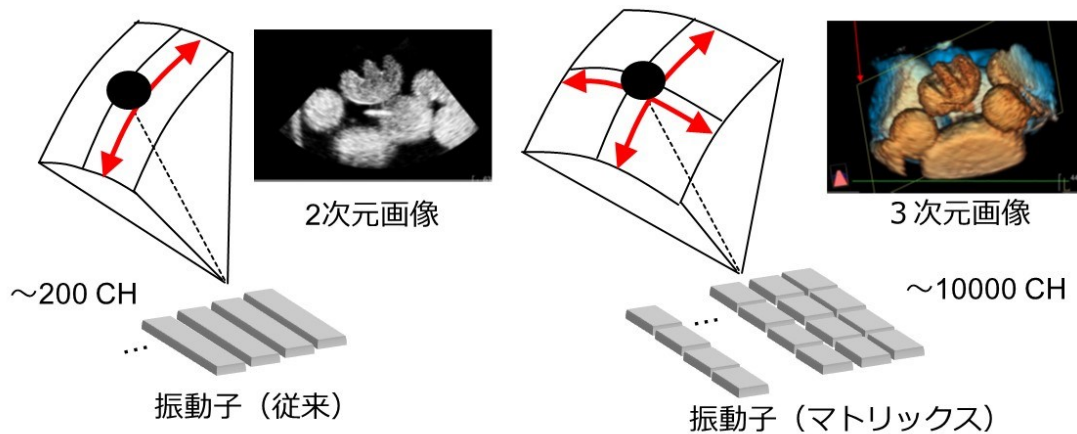 2次元画像
３次元画像
～200 CH
～10000 CH
…
…
振動子（従来）
振動子（マトリックス）